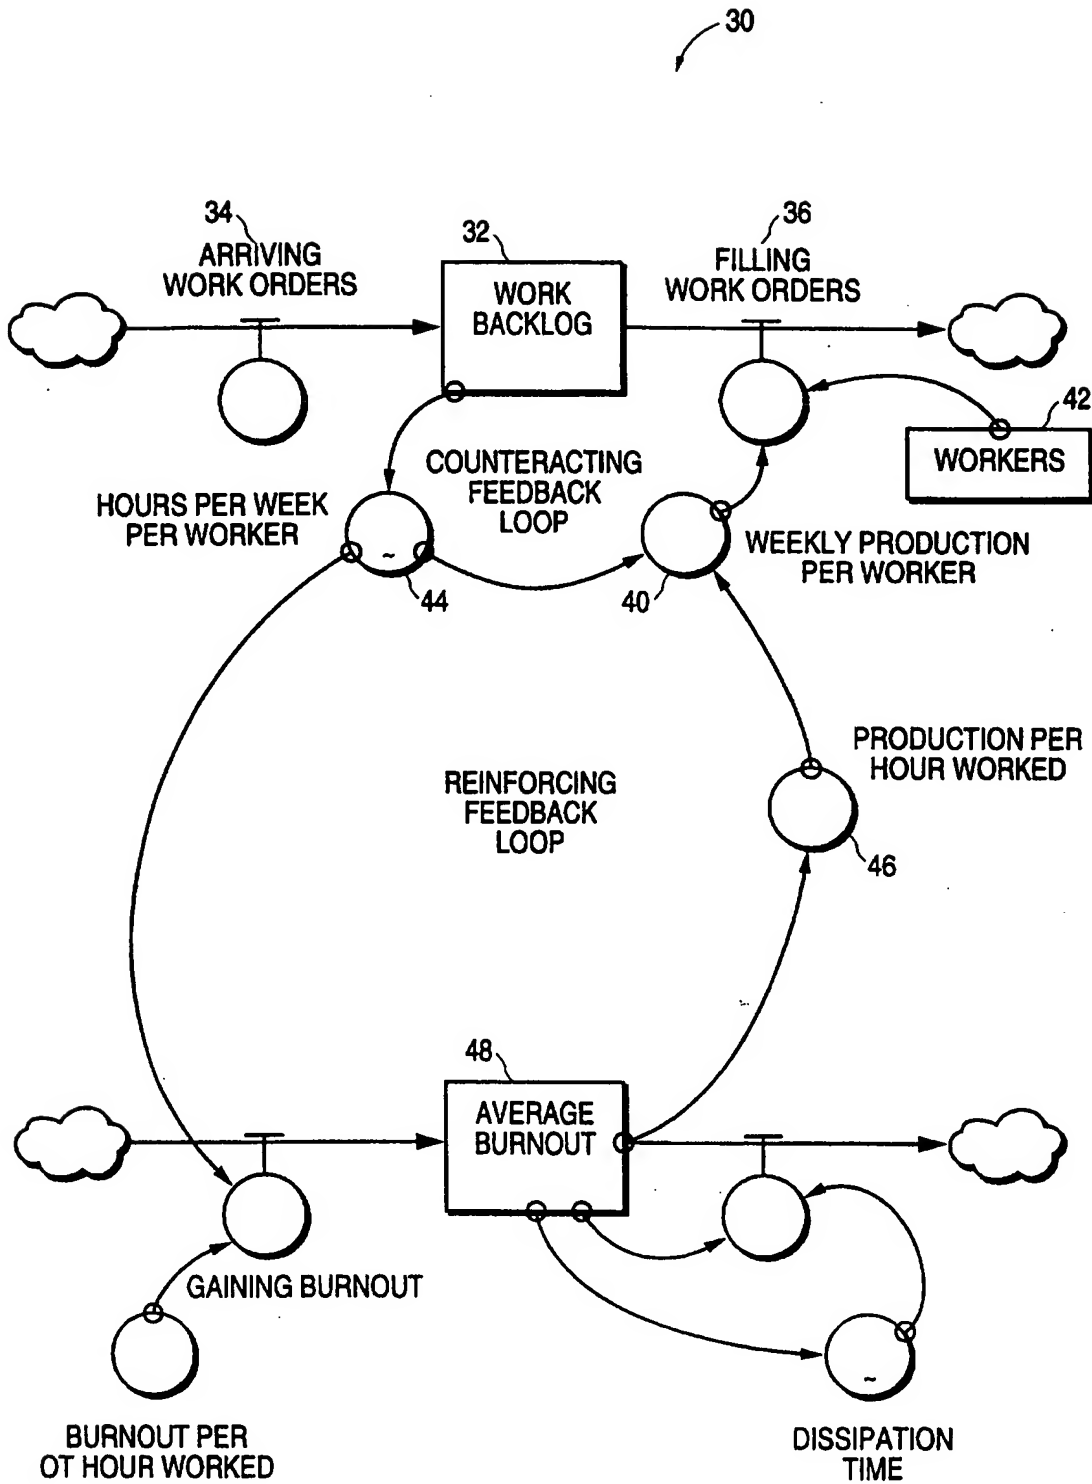 30
34
ARRIVING
WORK ORDERS
32
WORK
BACKLOG
36
FILLING
WORK ORDERS
42
WORKERS
HOURS PER WEEK
PER WORKER
~
44
COUNTERACTING
FEEDBACK
LOOP
40
WEEKLY PRODUCTION
PER WORKER
REINFORCING
FEEDBACK
LOOP
PRODUCTION PER
HOUR WORKED
46
48
AVERAGE
BURNOUT
GAINING BURNOUT
BURNOUT PER
OT HOUR WORKED
~
DISSIPATION
TIME